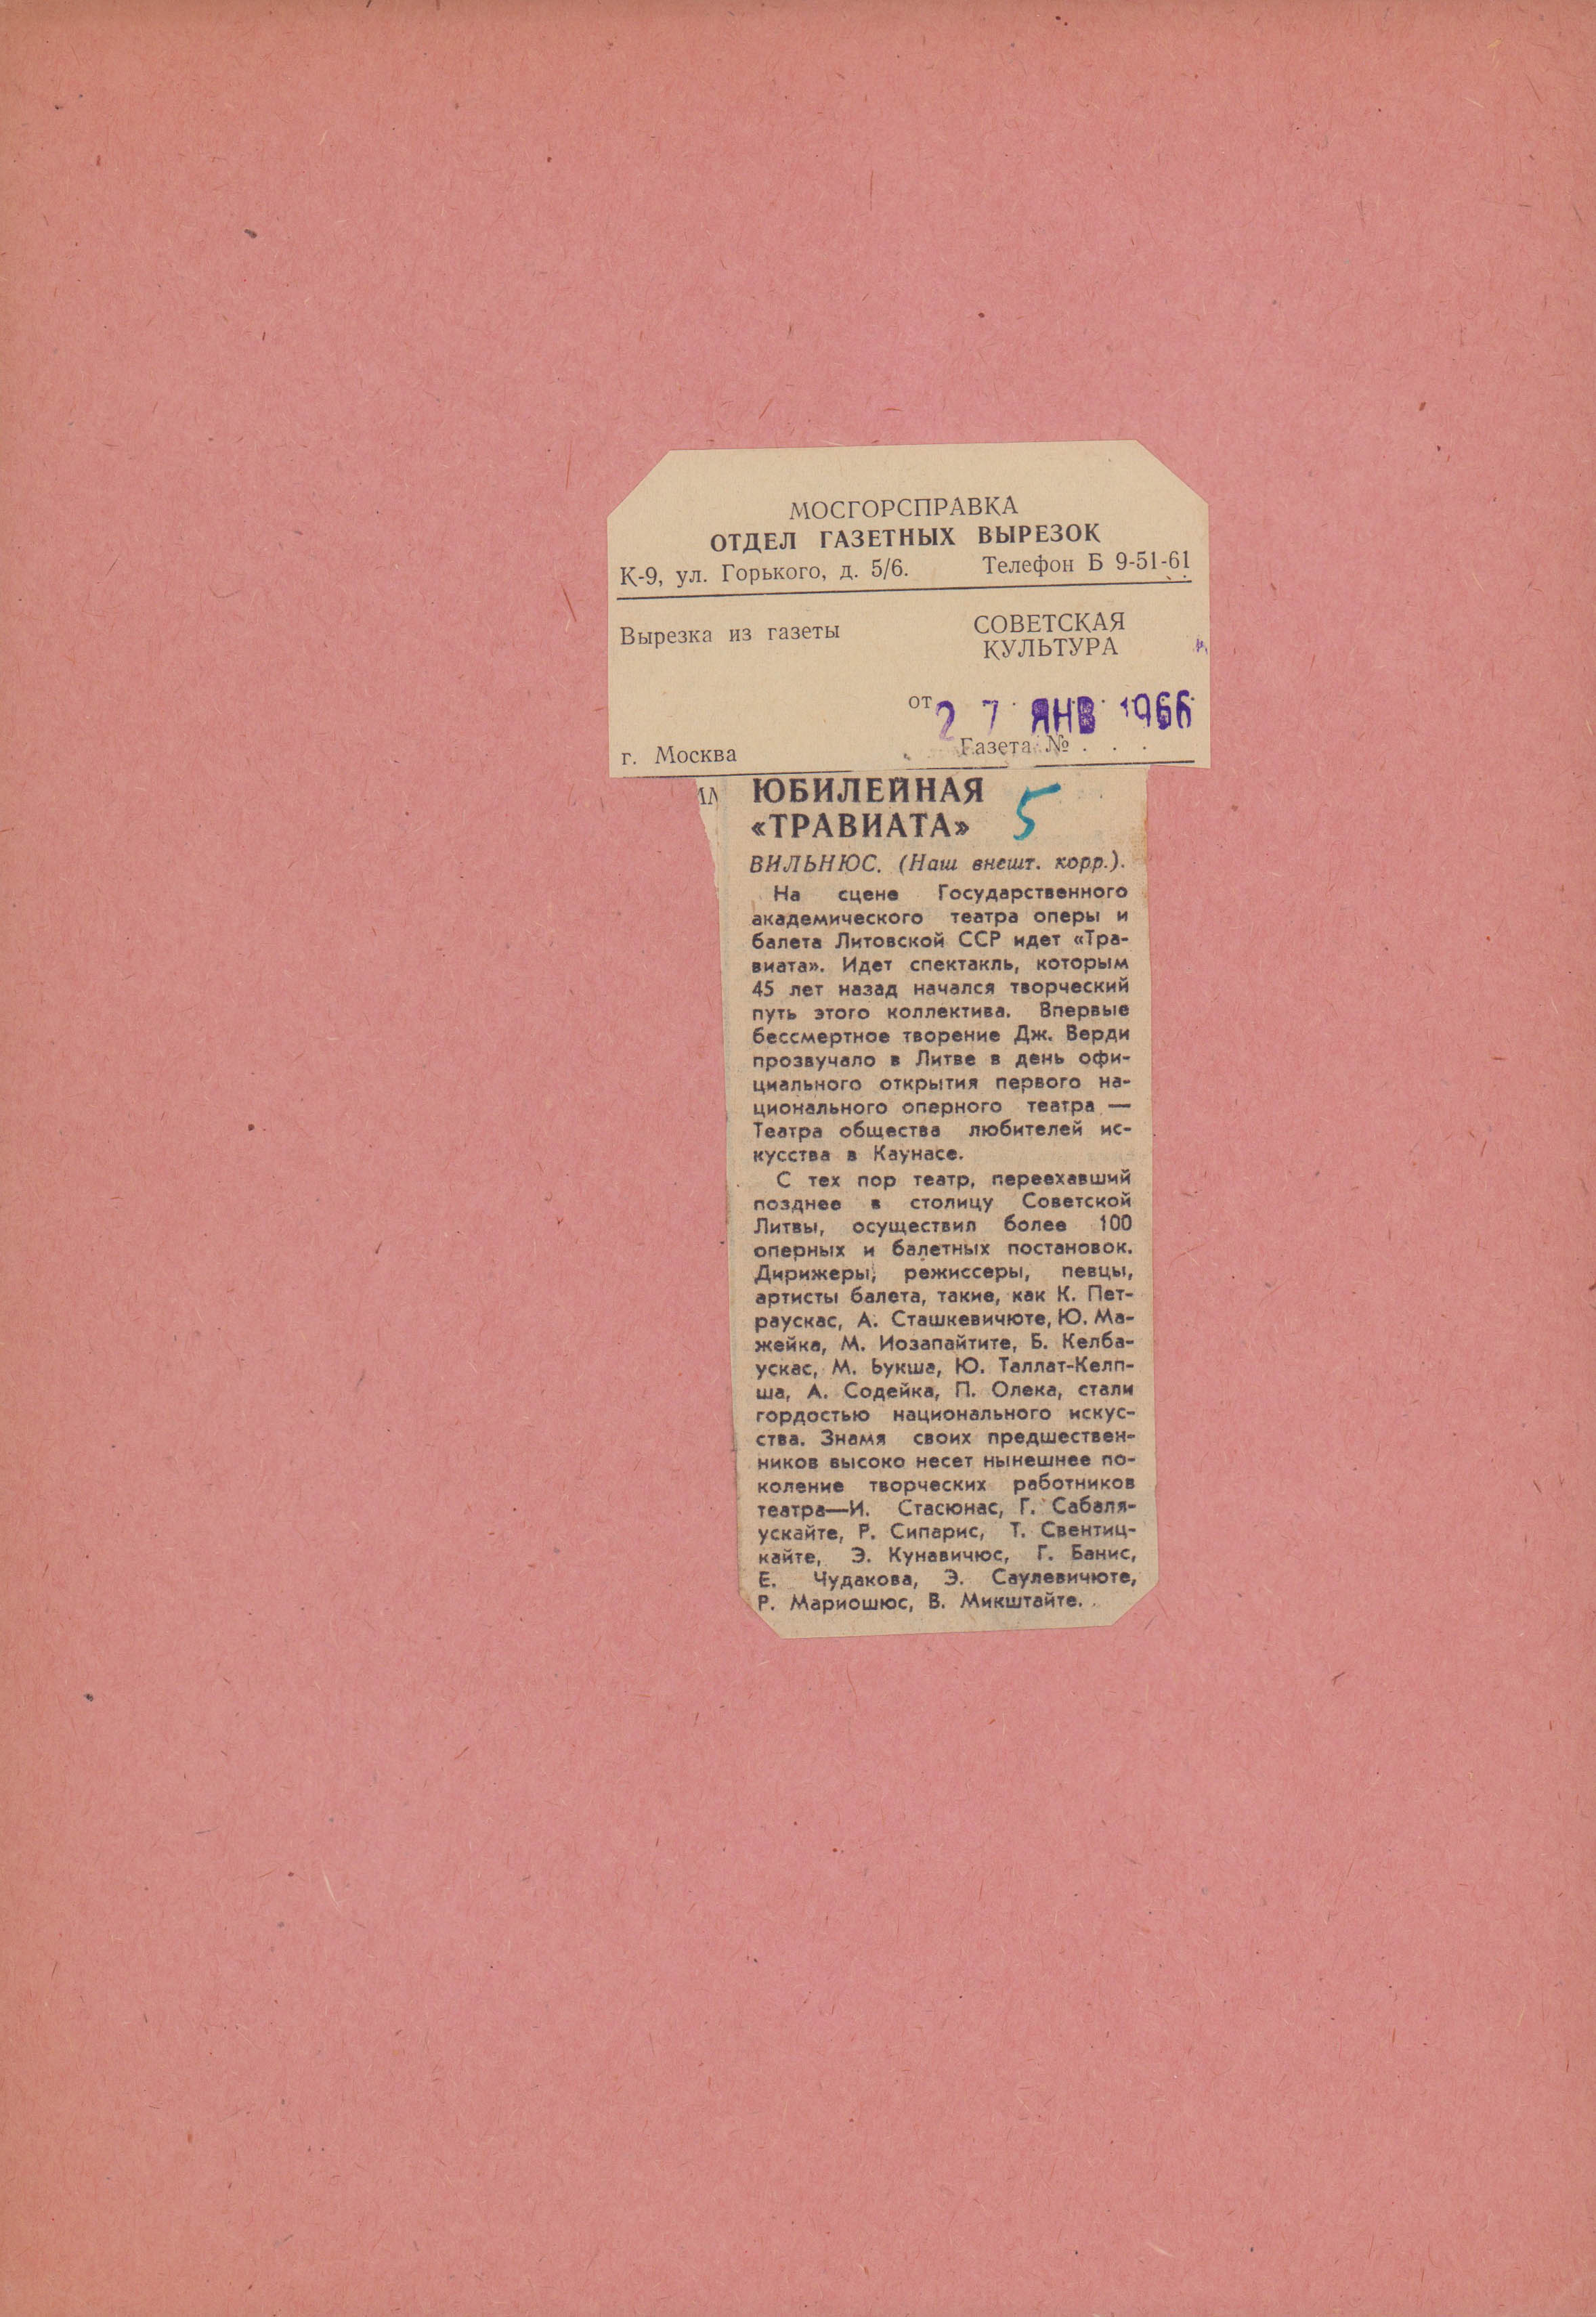 МОСГОРСПРАВКА
ОТДЕЛ ГАЗЕТНЫХ ВЫРЕЗОК
К-9, ул. Горького, д. 5/6. Телефон Б 9-51-61
Вырезка из газеты
СОВЕТСКАЯ
КУЛЬТУРА
от 27 ЯНВ 1966
г. Москва Газета № . . .
ЮБИЛЕЙНАЯ
«ТРАВИАТА» 5
ВИЛЬНЮС. (Наш внешт. корр.).
На сцене Государственного
академического театра оперы и
балета Литовской ССР идет «Тра-
виата». Идет спектакль, которым
45 лет назад начался творческий
путь этого коллектива. Впервые
бессмертное творение Дж. Верди
прозвучало в Литве в день офи-
циального открытия первого на-
ционального оперного театра —
Театра общества любителей ис-
кусства в Каунасе.
С тех пор театр, переехавший
позднее в столицу Советской
Литвы, осуществил более 100
оперных и балетных постановок.
Дирижеры, режиссеры, певцы,
артисты балета, такие, как К. Пет-
раускас, А. Сташкевичюте, Ю. Ма-
жейка, М. Иозапайтите, Б. Келба-
ускас, М. Букша, Ю. Таллат-Келп-
ша, А. Содейка, П. Олека, стали
гордостью национального искус-
ства. Знамя своих предшествен-
ников высоко несет нынешнее по-
коление творческих работников
театра—И. Стасюнас, Г. Сабаля-
ускайте, Р. Сипарис, Т. Свентиц-
кайте, Э. Кунавичюс, Г. Банис,
Е. Чудакова, Э. Саулевичюте,
Р. Мариошюс, В. Микштайте.